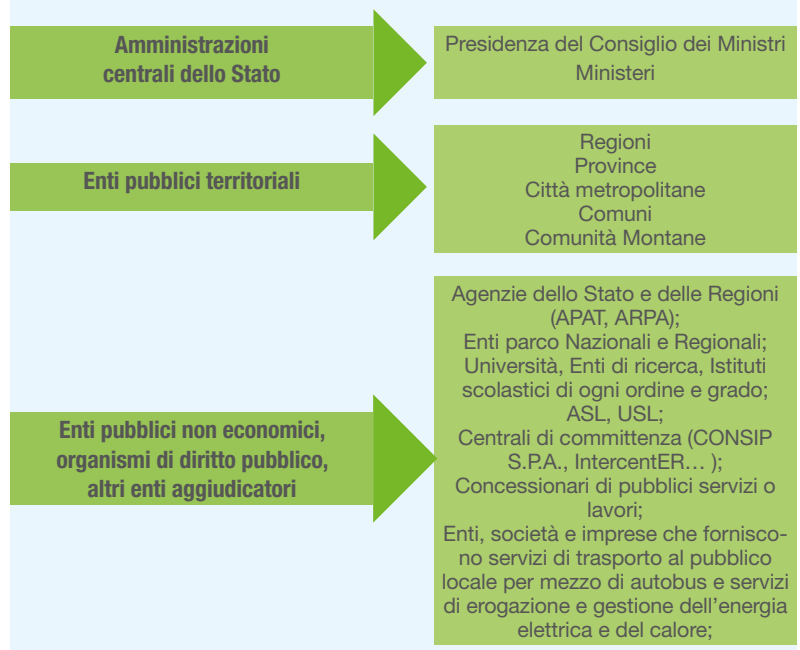 Amministrazioni
centrali dello Stato
Presidenza del Consiglio dei Ministri
Ministeri
Enti pubblici territoriali
Regioni
Province
Città metropolitane
Comuni
Comunità Montane
Enti pubblici non economici,
organismi di diritto pubblico,
altri enti aggiudicatori
Agenzie dello Stato e delle Regioni
(APAT, ARPA);
Enti parco Nazionali e Regionali;
Università, Enti di ricerca, Istituti
scolastici di ogni ordine e grado;
ASL, USL;
Centrali di committenza (CONSIP
S.P.A., IntercentER… );
Concessionari di pubblici servizi o
lavori;
Enti, società e imprese che fornisco-
no servizi di trasporto al pubblico
locale per mezzo di autobus e servizi
di erogazione e gestione dell’energia
elettrica e del calore;